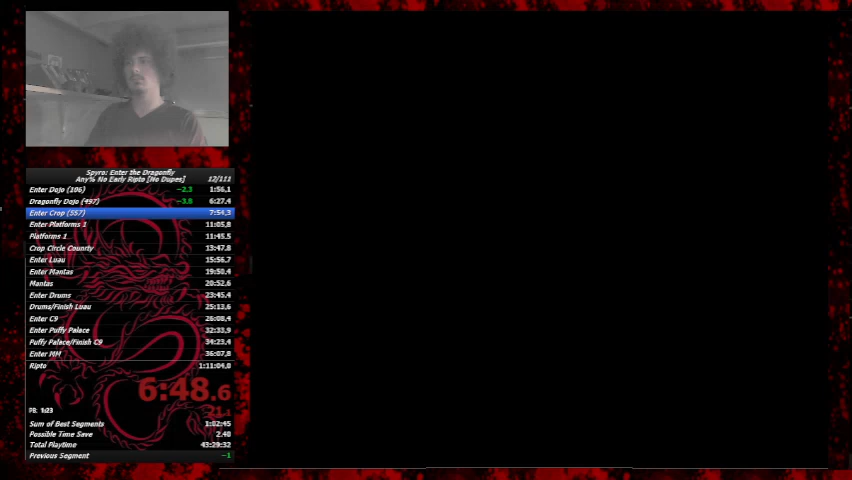 Spyro: Enter the Dragonfly
Any% No Early Ripto [No Dupes] 12/111
Enter Dojo (106) −2.3 1:56,1
Dragonfly Dojo (497) −3.8 6:27,4
Enter Crop (557) 7:54,3
Enter Platforms 1 11:05,8
Platforms 1 11:45,5
Crop Circle Counrty 13:47,8
Enter Luau 15:56,7
Enter Mantas 19:50,4
Mantas 20:52,6
Enter Drums 23:45,4
Drums/Finish Luau 25:13,6
Enter C9 26:08,4
Enter Puffy Palace 32:33,9
Puffy Palace/Finish C9 34:23,4
Enter MM 36:07,8
Ripto 1:11:04,0
6:48.6
PB: 1:23
Sum of Best Segments 1:02:45
Possible Time Save 2.40
Total Playtime 43:29:32
Previous Segment −1